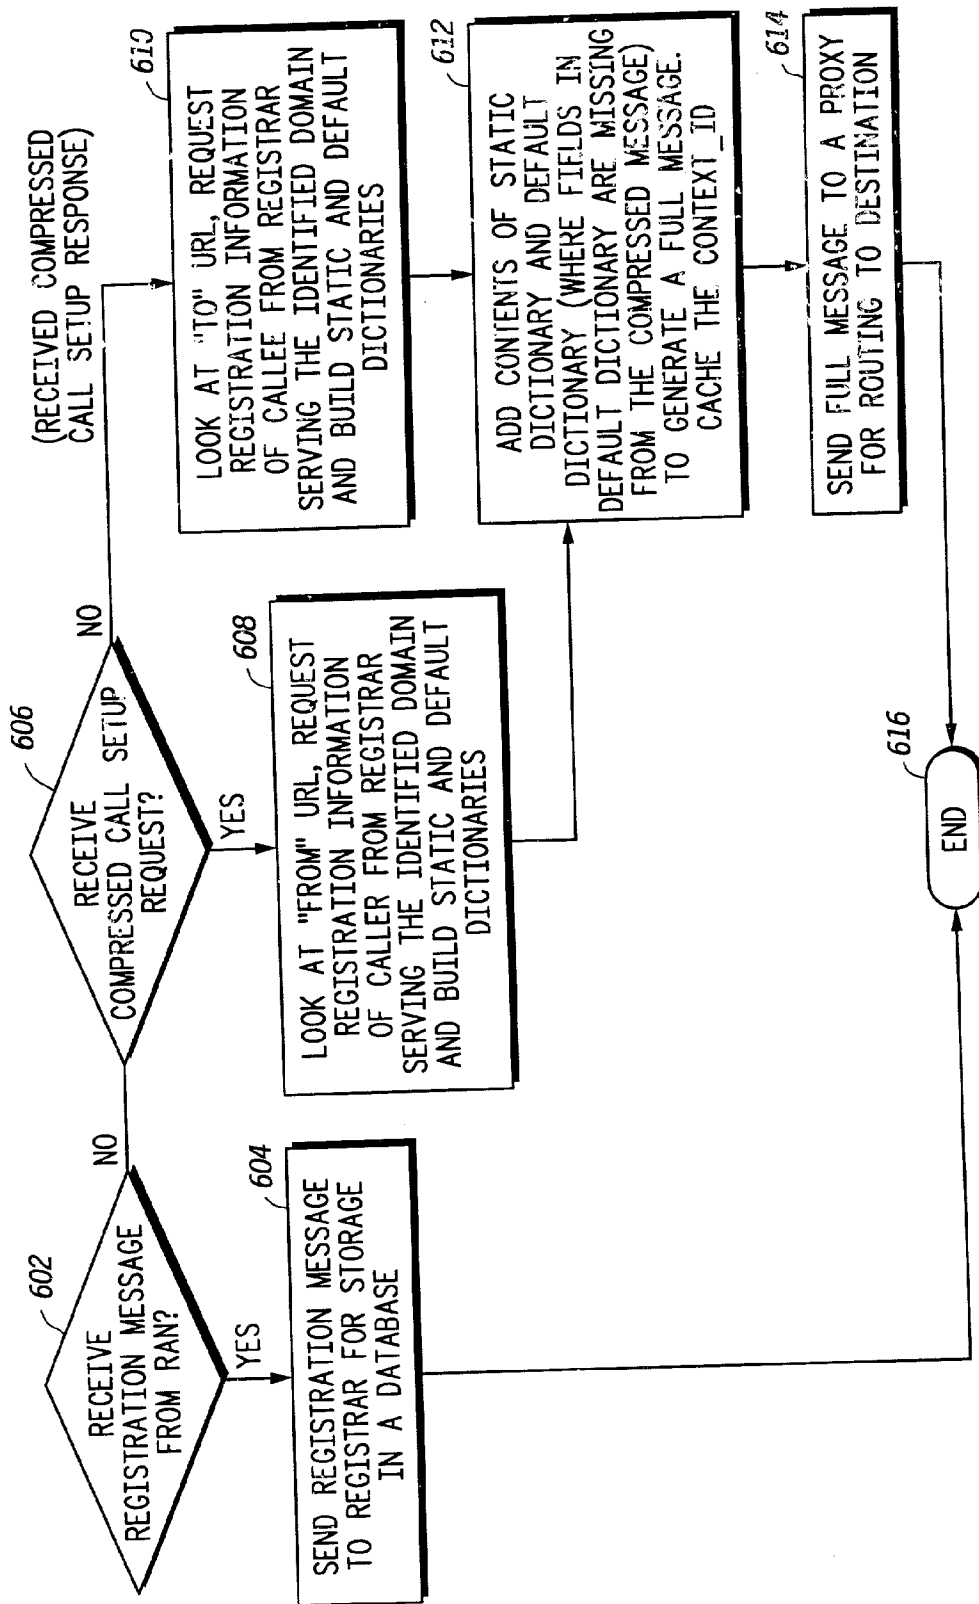 602
RECEIVE
REGISTRATION MESSAGE
FROM RAN?
NO
YES
604
SEND REGISTRATION MESSAGE
TO REGISTRAR FOR STORAGE
IN A DATABASE
606
RECEIVE
COMPRESSED CALL SETUP
REQUEST?
NO
YES
608
LOOK AT "FROM" URL, REQUEST
REGISTRATION INFORMATION
OF CALLER FROM REGISTRAR
SERVING THE IDENTIFIED DOMAIN
AND BUILD STATIC AND DEFAULT
DICTIONARIES
(RECEIVED COMPRESSED
CALL SETUP RESPONSE)
610
LOOK AT "TO" URL, REQUEST
REGISTRATION INFORMATION
OF CALLEE FROM REGISTRAR
SERVING THE IDENTIFIED DOMAIN
AND BUILD STATIC AND DEFAULT
DICTIONARIES
612
ADD CONTENTS OF STATIC
DICTIONARY AND DEFAULT
DICTIONARY (WHERE FIFLDS IN
DEFAULT DICTIONARY ARE MISSING
FROM THE COMPRESSED MESSAGE)
TO GENERATE A FULL MESSAGE.
CACHE THE CONTEXT_ID
614
SEND FULL MESSAGE TO A PROXY
FOR ROUTING TO DESTINATION
616
END